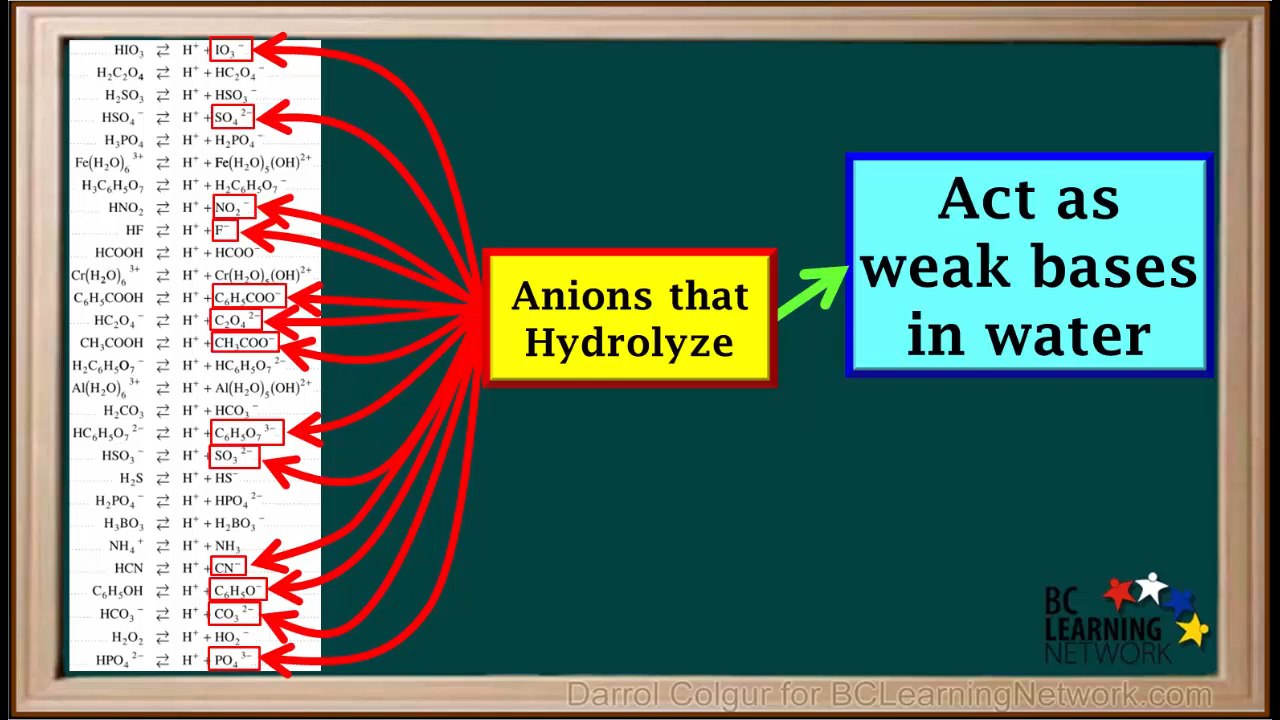 HIO₃ ⇄ H⁺ + IO₃⁻
H₂C₂O₄ ⇄ H⁺ + HC₂O₄⁻
H₂SO₃ ⇄ H⁺ + HSO₃⁻
HSO₄⁻ ⇄ H⁺ + SO₄²⁻
H₃PO₄ ⇄ H⁺ + H₂PO₄⁻
Fe(H₂O)₆³⁺ ⇄ H⁺ + Fe(H₂O)₅(OH)²⁺
H₃C₆H₅O₇ ⇄ H⁺ + H₂C₆H₅O₇⁻
HNO₂ ⇄ H⁺ + NO₂⁻
HF ⇄ H⁺ + F⁻
HCOOH ⇄ H⁺ + HCOO⁻
Cr(H₂O)₆³⁺ ⇄ H⁺ + Cr(H₂O)₅(OH)²⁺
C₆H₅COOH ⇄ H⁺ + C₆H₅COO⁻
HC₂O₄⁻ ⇄ H⁺ + C₂O₄²⁻
CH₃COOH ⇄ H⁺ + CH₃COO⁻
H₂C₆H₅O₇⁻ ⇄ H⁺ + HC₆H₅O₇²⁻
Al(H₂O)₆³⁺ ⇄ H⁺ + Al(H₂O)₅(OH)²⁺
H₂CO₃ ⇄ H⁺ + HCO₃⁻
HC₆H₅O₇²⁻ ⇄ H⁺ + C₆H₅O₇³⁻
HSO₃⁻ ⇄ H⁺ + SO₃²⁻
H₂S ⇄ H⁺ + HS⁻
H₂PO₄⁻ ⇄ H⁺ + HPO₄²⁻
H₃BO₃ ⇄ H⁺ + H₂BO₃⁻
NH₄⁺ ⇄ H⁺ + NH₃
HCN ⇄ H⁺ + CN⁻
C₆H₅OH ⇄ H⁺ + C₆H₅O⁻
HCO₃⁻ ⇄ H⁺ + CO₃²⁻
H₂O₂ ⇄ H⁺ + HO₂⁻
HPO₄²⁻ ⇄ H⁺ + PO₄³⁻
Anions that
Hydrolyze
Act as
weak bases
in water
BC
LEARNING
NETWORK
Darrol Colgur for BCLearningNetwork.com